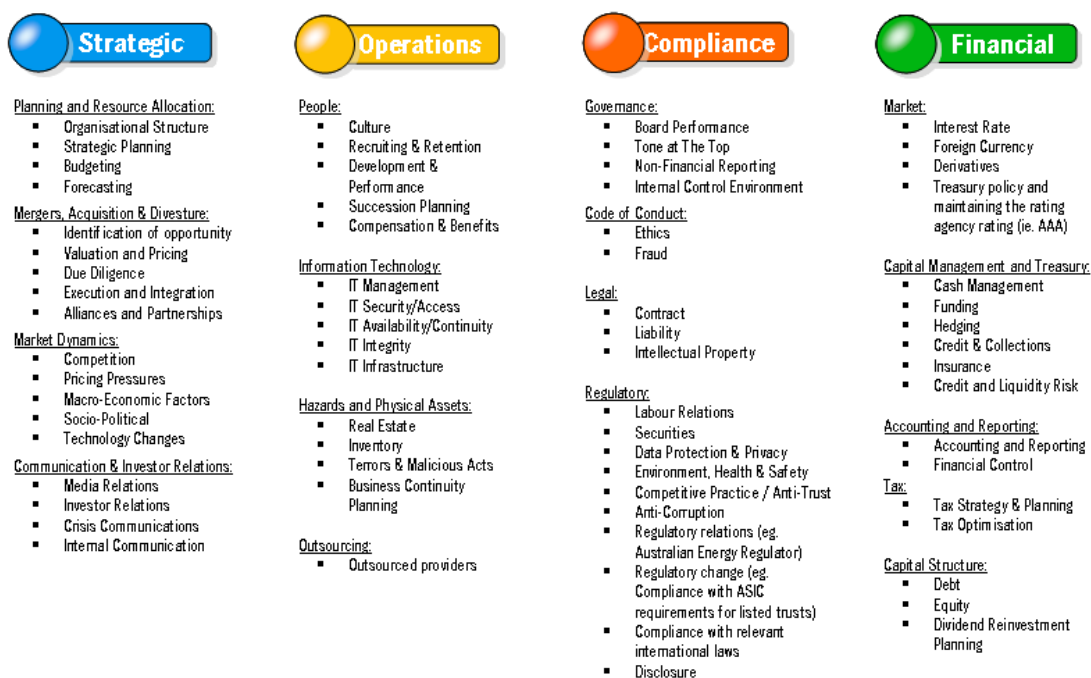 Strategic
Planning and Resource Allocation:
▪ Organisational Structure
▪ Strategic Planning
▪ Budgeting
▪ Forecasting
Mergers, Acquisition & Divesture:
▪ Identification of opportunity
▪ Valuation and Pricing
▪ Due Diligence
▪ Execution and Integration
▪ Alliances and Partnerships
Market Dynamics:
▪ Competition
▪ Pricing Pressures
▪ Macro-Economic Factors
▪ Socio-Political
▪ Technology Changes
Communication & Investor Relations:
▪ Media Relations
▪ Investor Relations
▪ Crisis Communications
▪ Internal Communication
Operations
People:
▪ Culture
▪ Recruiting & Retention
▪ Development &
Performance
▪ Succession Planning
▪ Compensation & Benefits
Information Technology:
▪ IT Management
▪ IT Security/Access
▪ IT Availability/Continuity
▪ IT Integrity
▪ IT Infrastructure
Hazards and Physical Assets:
▪ Real Estate
▪ Inventory
▪ Terrors & Malicious Acts
▪ Business Continuity
Planning
Outsourcing:
▪ Outsourced providers
Compliance
Governance:
▪ Board Performance
▪ Tone at The Top
▪ Non-Financial Reporting
▪ Internal Control Environment
Code of Conduct:
▪ Ethics
▪ Fraud
Legal:
▪ Contract
▪ Liability
▪ Intellectual Property
Regulatory:
▪ Labour Relations
▪ Securities
▪ Data Protection & Privacy
▪ Environment, Health & Safety
▪ Competitive Practice / Anti-Trust
▪ Anti-Corruption
▪ Regulatory relations (eg.
Australian Energy Regulator)
▪ Regulatory change (eg.
Compliance with ASIC
requirements for listed trusts)
▪ Compliance with relevant
international laws
▪ Disclosure
Financial
Market:
▪ Interest Rate
▪ Foreign Currency
▪ Derivatives
▪ Treasury policy and
maintaining the rating
agency rating (ie. AAA)
Capital Management and Treasury:
▪ Cash Management
▪ Funding
▪ Hedging
▪ Credit & Collections
▪ Insurance
▪ Credit and Liquidity Risk
Accounting and Reporting:
▪ Accounting and Reporting
▪ Financial Control
Tax:
▪ Tax Strategy & Planning
▪ Tax Optimisation
Capital Structure:
▪ Debt
▪ Equity
▪ Dividend Reinvestment
Planning